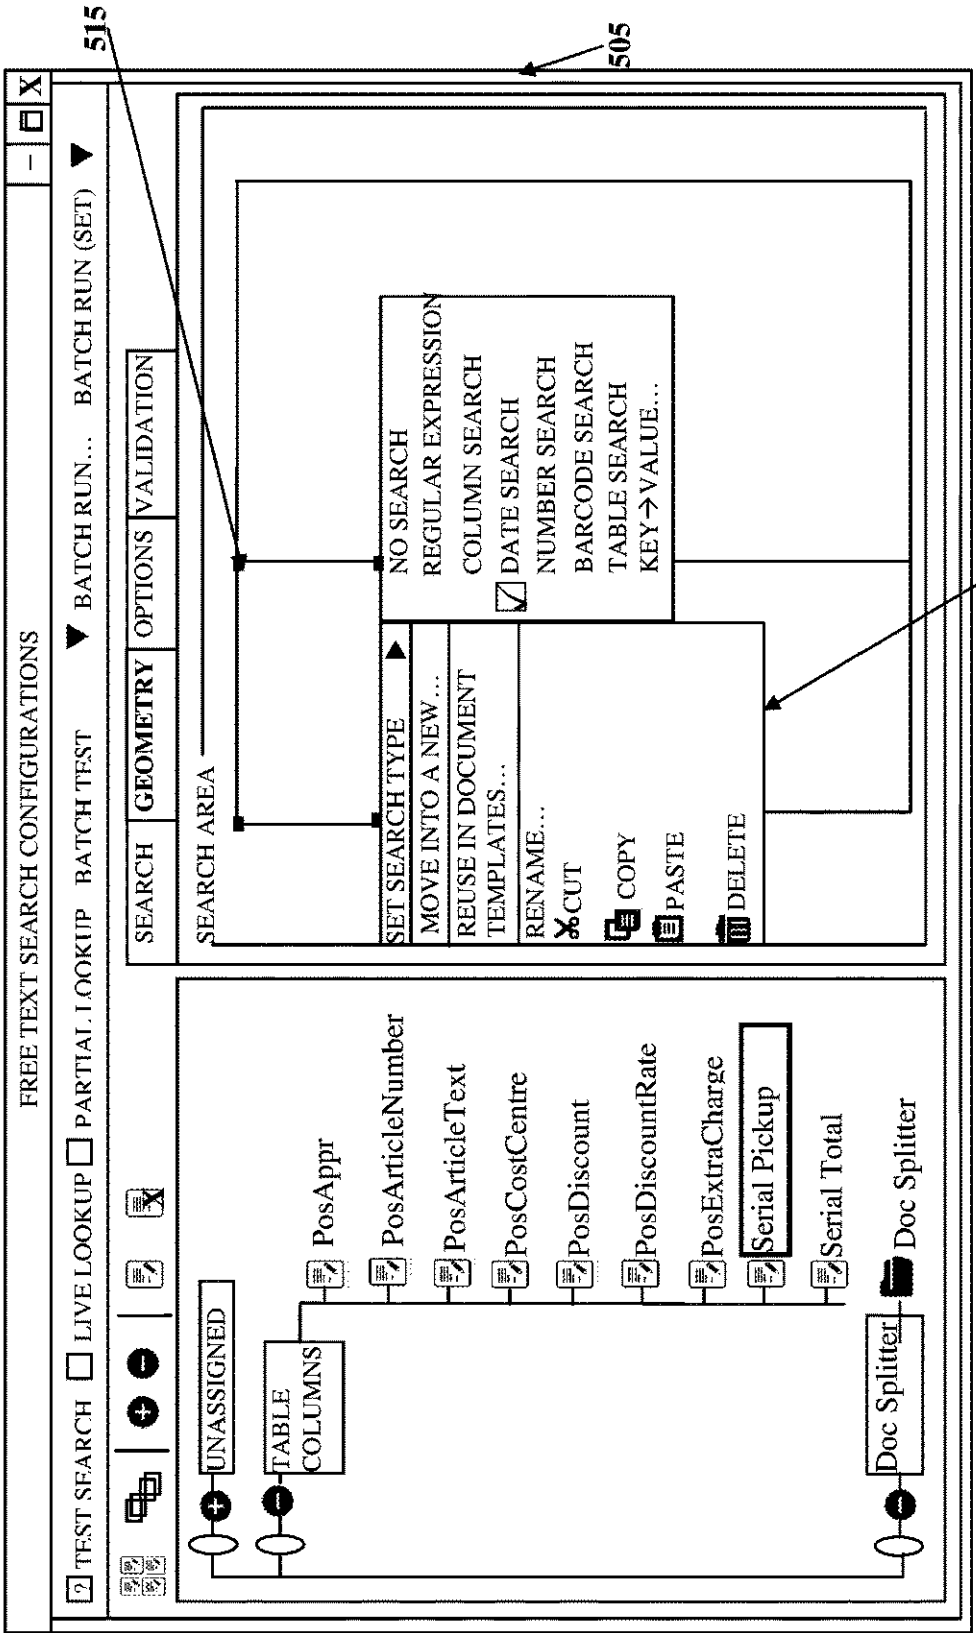 FREE TEXT SEARCH CONFIGURATIONS
– X
? TEST SEARCH LIVE LOOKUP PARTIAL LOOKUP BATCH TEST BATCH RUN... BATCH RUN (SET)
515
505
SEARCH GEOMETRY OPTIONS VALIDATION
SEARCH AREA
UNASSIGNED
TABLE
COLUMNS
PosAppr
PosArticleNumber
PosArticleText
PosCostCentre
PosDiscount
PosDiscountRate
PosExtraCharge
Serial Pickup
Serial Total
Doc Splitter
Doc Splitter
SET SEARCH TYPE
MOVE INTO A NEW...
REUSE IN DOCUMENT
TEMPLATES...
RENAME...
CUT
COPY
PASTE
DELETE
NO SEARCH
REGULAR EXPRESSION
COLUMN SEARCH
DATE SEARCH
NUMBER SEARCH
BARCODE SEARCH
TABLE SEARCH
KEY→VALUE...